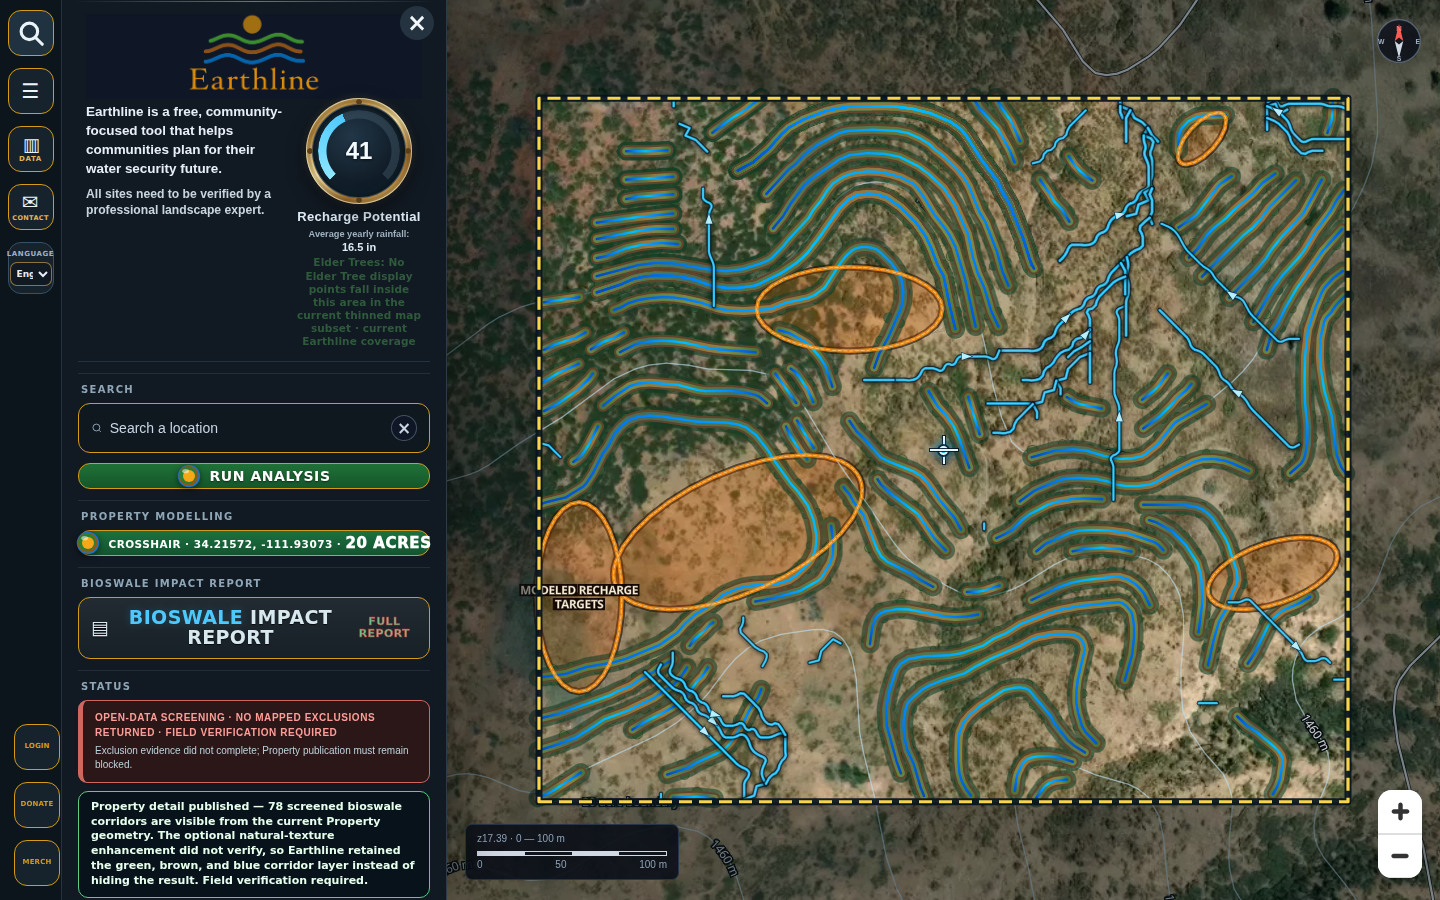 DATA
CONTACT
LANGUAGE
Eng
LOGIN
DONATE
MERCH
Earthline
Earthline is a free, community-
focused tool that helps
communities plan for their
water security future.
All sites need to be verified by a
professional landscape expert.
41
Recharge Potential
Average yearly rainfall:
16.5 in
Elder Trees: No
Elder Tree display
points fall inside
this area in the
current thinned map
subset · current
Earthline coverage
SEARCH
Search a location
RUN ANALYSIS
PROPERTY MODELLING
CROSSHAIR · 34.21572, -111.93073 · 20 ACRES
BIOSWALE IMPACT REPORT
BIOSWALE IMPACT
REPORT
FULL
REPORT
STATUS
OPEN-DATA SCREENING · NO MAPPED EXCLUSIONS
RETURNED · FIELD VERIFICATION REQUIRED
Exclusion evidence did not complete; Property publication must remain
blocked.
Property detail published — 78 screened bioswale
corridors are visible from the current Property
geometry. The optional natural-texture
enhancement did not verify, so Earthline retained
the green, brown, and blue corridor layer instead of
hiding the result. Field verification required.
N
W
E
S
MODELED RECHARGE
TARGETS
1460 m
1460 m
z17.39 · 0 — 100 m
0
50
100 m
+
−